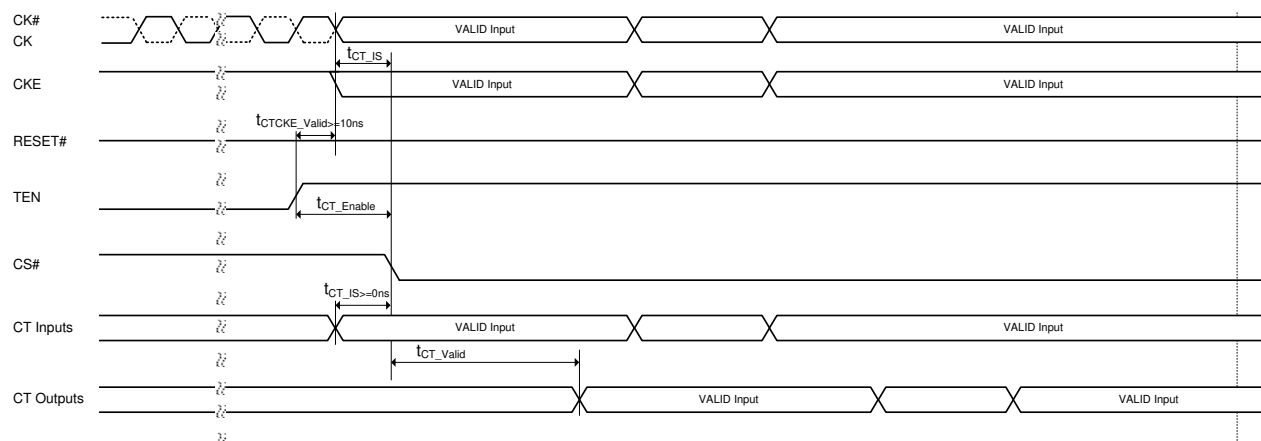 CK#
CK
VALID Input
VALID Input
tCT_IS
CKE
VALID Input
VALID Input
tCTCKE_Valid>=10ns
RESET#
TEN
tCT_Enable
CS#
tCT_IS>=0ns
CT Inputs
VALID Input
VALID Input
tCT_Valid
CT Outputs
VALID Input
VALID Input